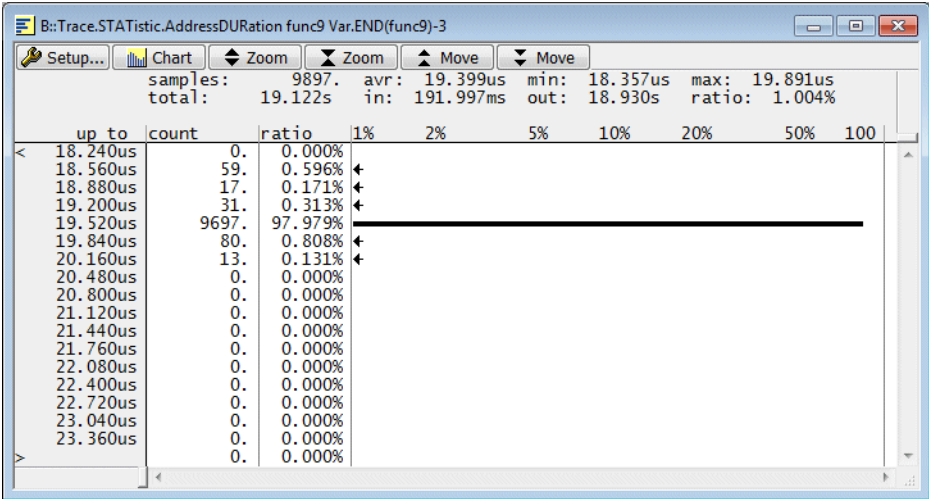 B::Trace.STATistic.AddressDURation func9 Var.END(func9)-3
Setup... Chart Zoom Zoom Move Move
samples: 9897. avr: 19.399us min: 18.357us max: 19.891us
total: 19.122s in: 191.997ms out: 18.930s ratio: 1.004%
up to count ratio 1% 2% 5% 10% 20% 50% 100
< 18.240us 0. 0.000%
18.560us 59. 0.596%
18.880us 17. 0.171%
19.200us 31. 0.313%
19.520us 9697. 97.979%
19.840us 80. 0.808%
20.160us 13. 0.131%
20.480us 0. 0.000%
20.800us 0. 0.000%
21.120us 0. 0.000%
21.440us 0. 0.000%
21.760us 0. 0.000%
22.080us 0. 0.000%
22.400us 0. 0.000%
22.720us 0. 0.000%
23.040us 0. 0.000%
23.360us 0. 0.000%
> 0. 0.000%